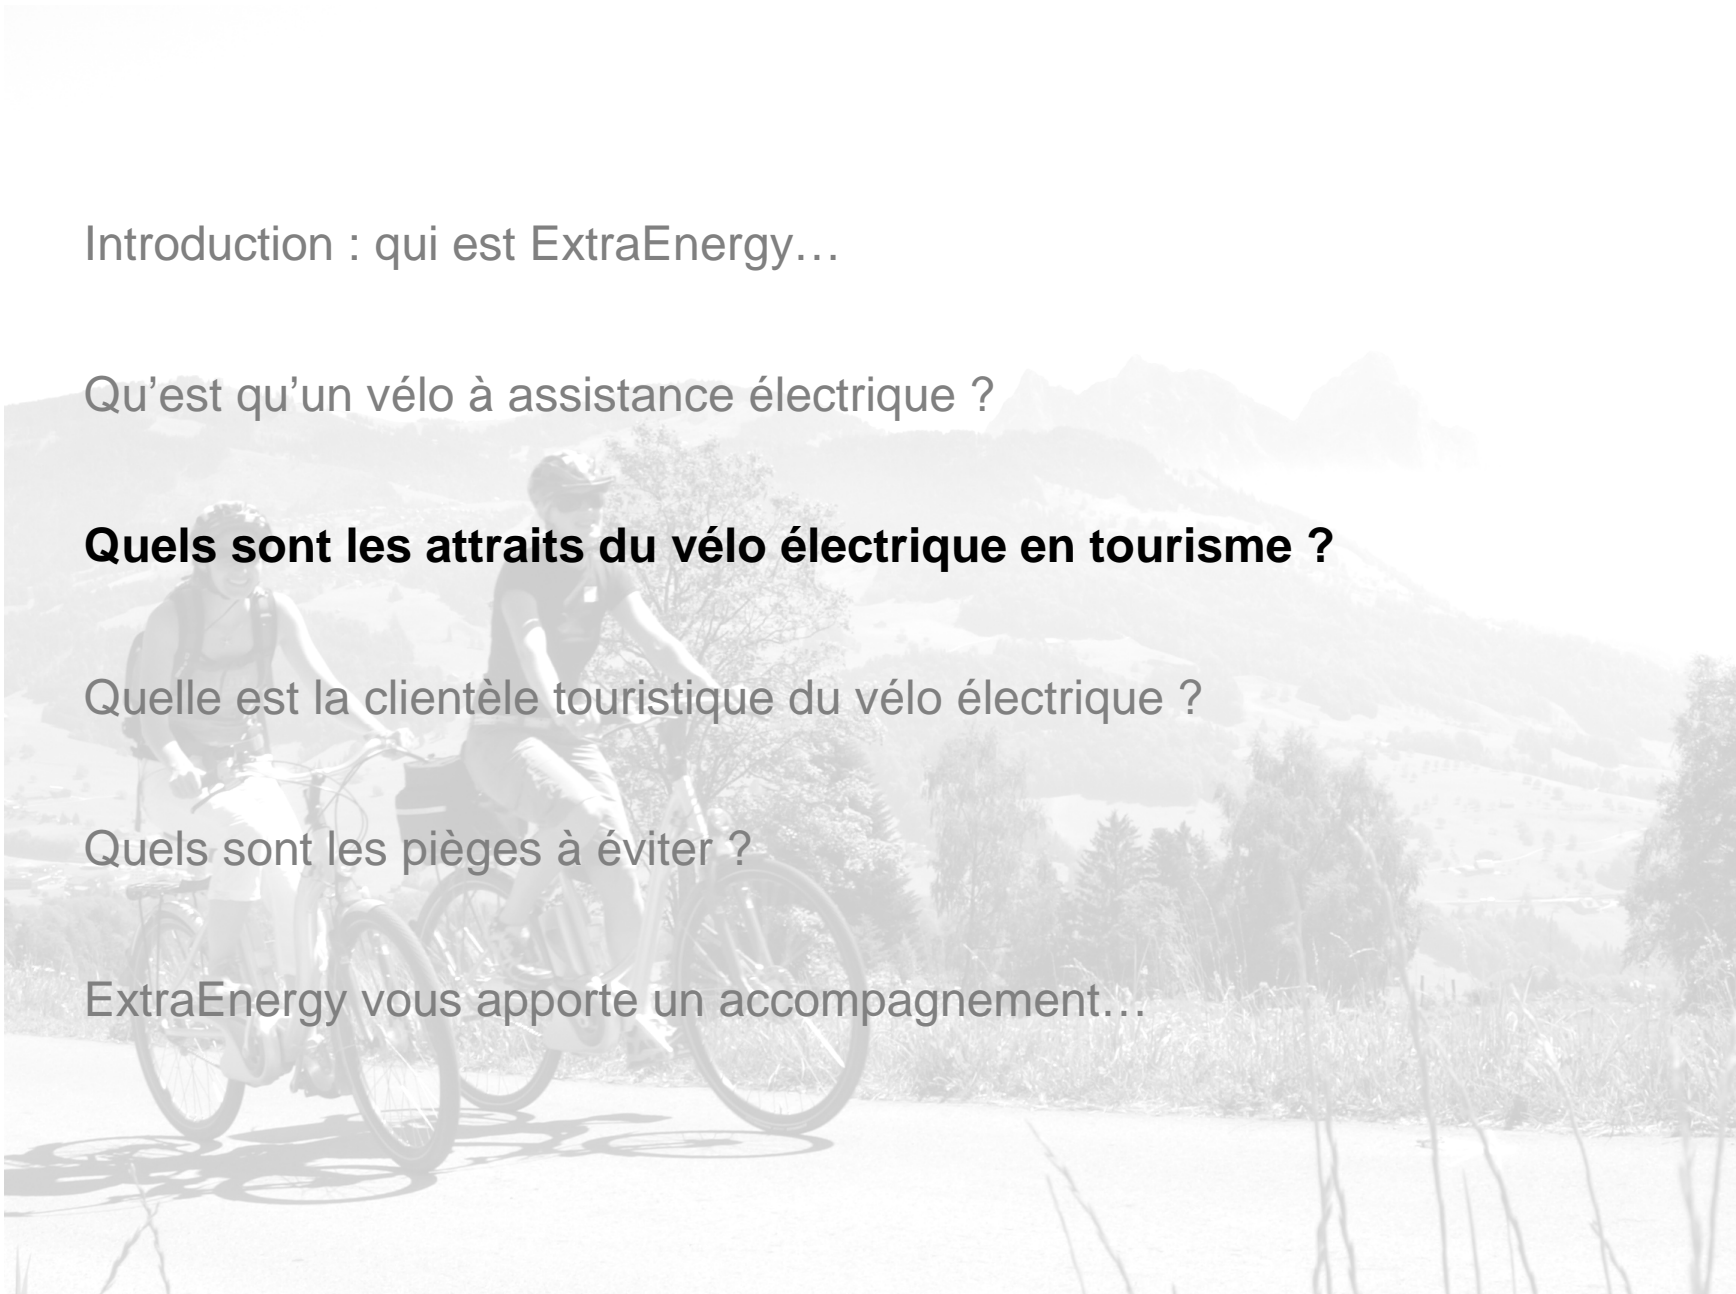 Introduction : qui est ExtraEnergy…
Qu’est qu’un vélo à assistance électrique ?
Quels sont les attraits du vélo électrique en tourisme ?
Quelle est la clientèle touristique du vélo électrique ?
Quels sont les pièges à éviter ?
ExtraEnergy vous apporte un accompagnement…